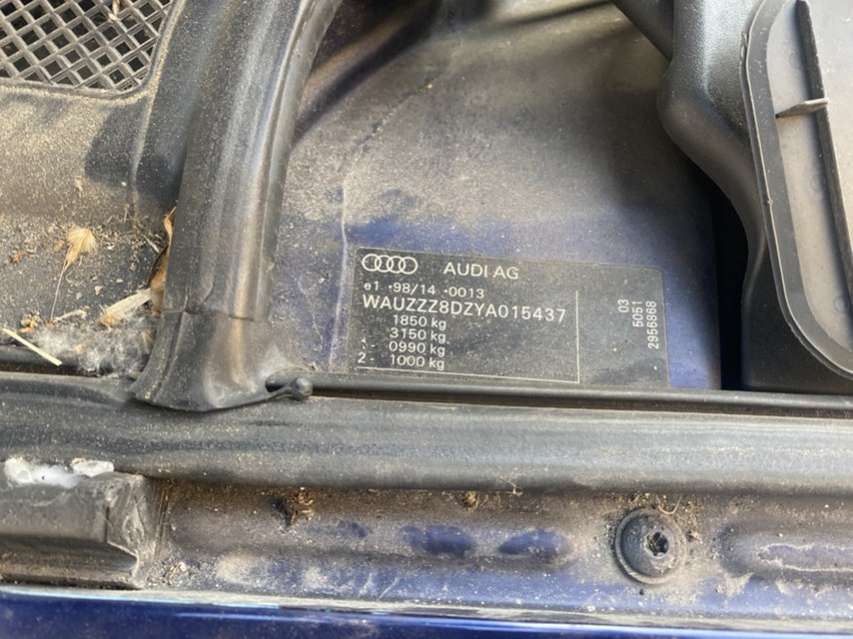 AUDI AG
e1 *98/14 *0013
WAUZZZ8DZYA015437
1850 kg
3150 kg
1- 0990 kg
2- 1000 kg
03
5051
2956868